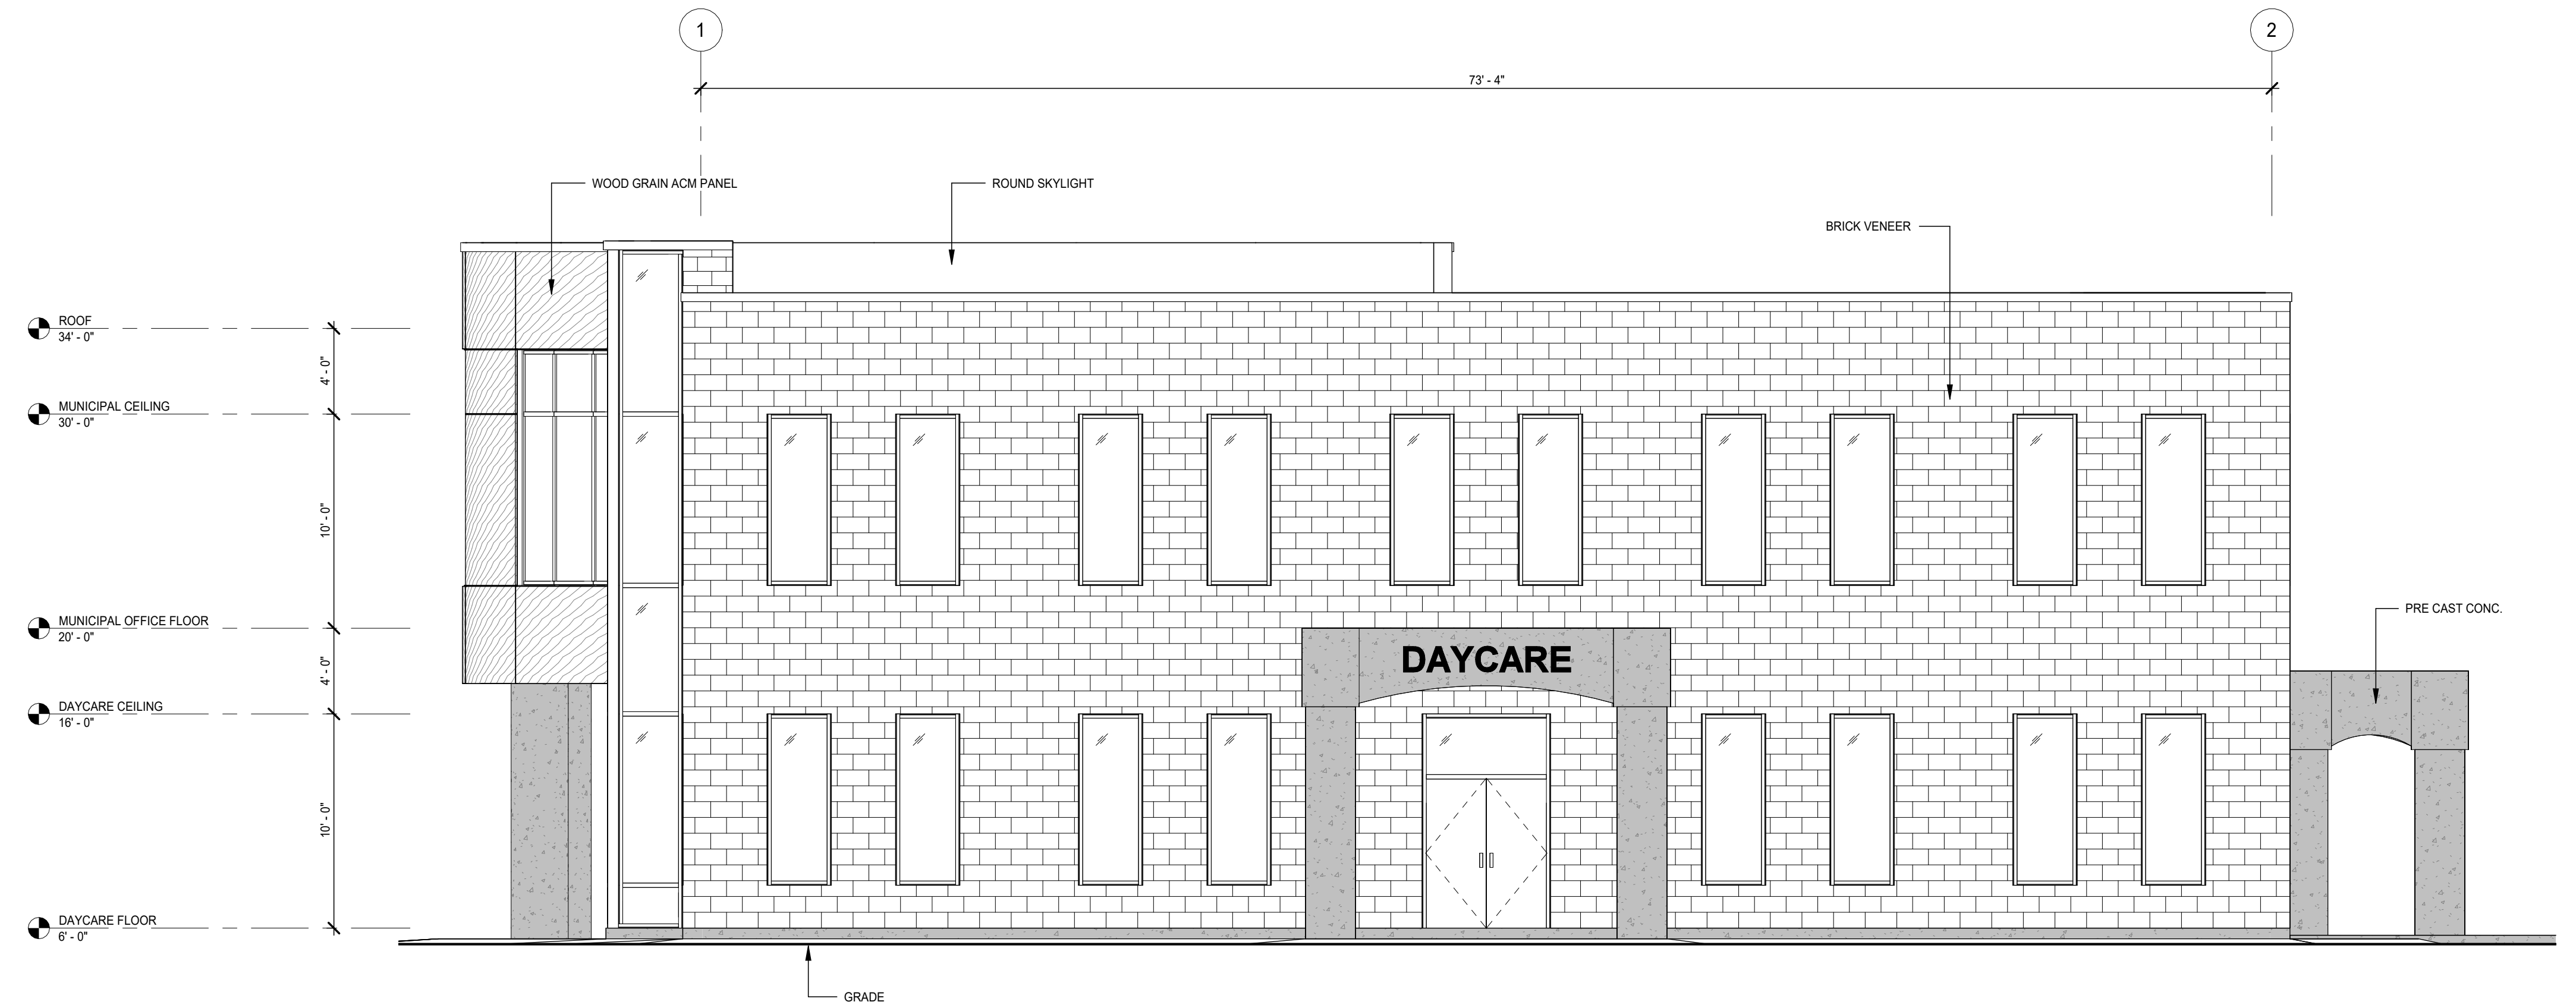 1
2
73' - 4"
WOOD GRAIN ACM PANEL
ROUND SKYLIGHT
BRICK VENEER
ROOF
34' - 0"
4' - 0"
MUNICIPAL CEILING
30' - 0"
10' - 0"
MUNICIPAL OFFICE FLOOR
20' - 0"
PRE CAST CONC.
DAYCARE
4' - 0"
DAYCARE CEILING
16' - 0"
10' - 0"
DAYCARE FLOOR
6' - 0"
GRADE